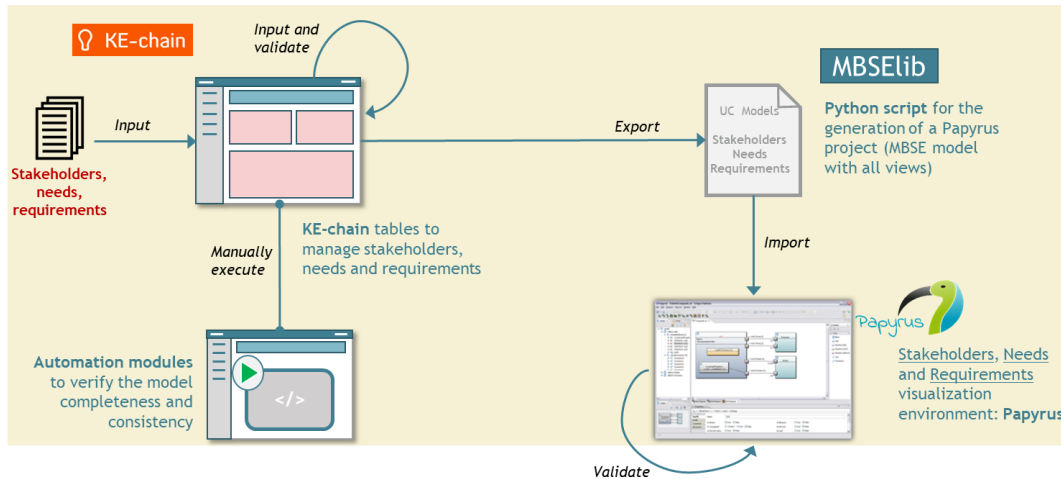 KE-chain
Input and
validate
MBSElib
Python script for the
generation of a Papyrus
project (MBSE model
with all views)
UC Models
Stakeholders
Needs
Requirements
Input
Export
Stakeholders,
needs,
requirements
KE-chain tables to
manage stakeholders,
needs and requirements
Manually
execute
Import
Automation modules
to verify the model
completeness and
consistency
</>
Papyrus
Stakeholders, Needs
and Requirements
visualization
environment: Papyrus
Validate